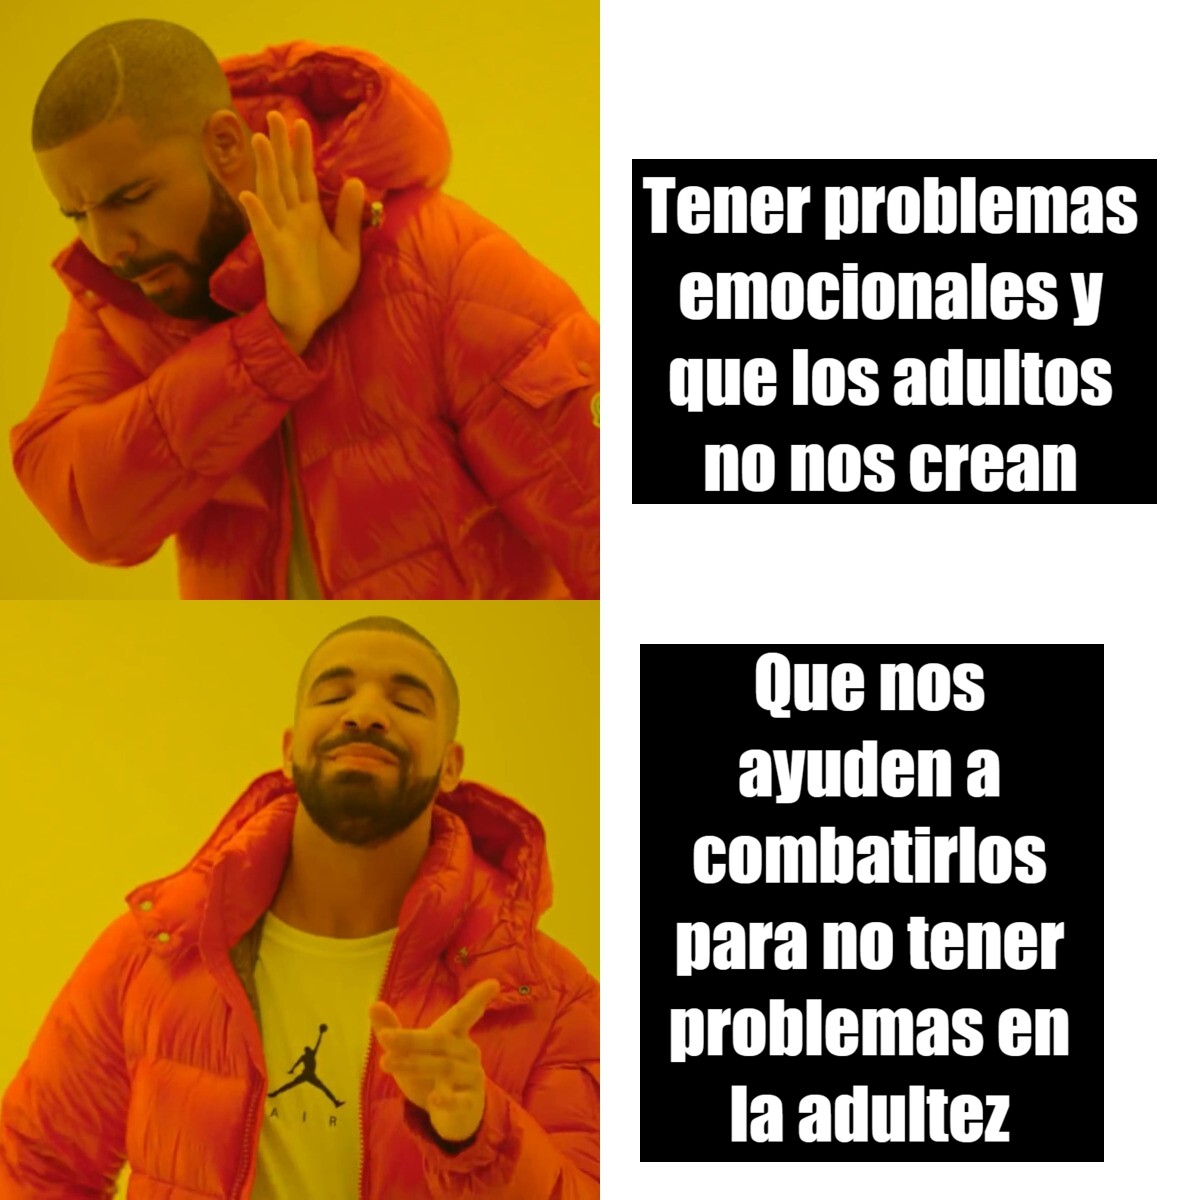 Tener problemas
emocionales y
que los adultos
no nos crean
Que nos
ayuden a
combatirlos
para no tener
problemas en
la adultez
AIR